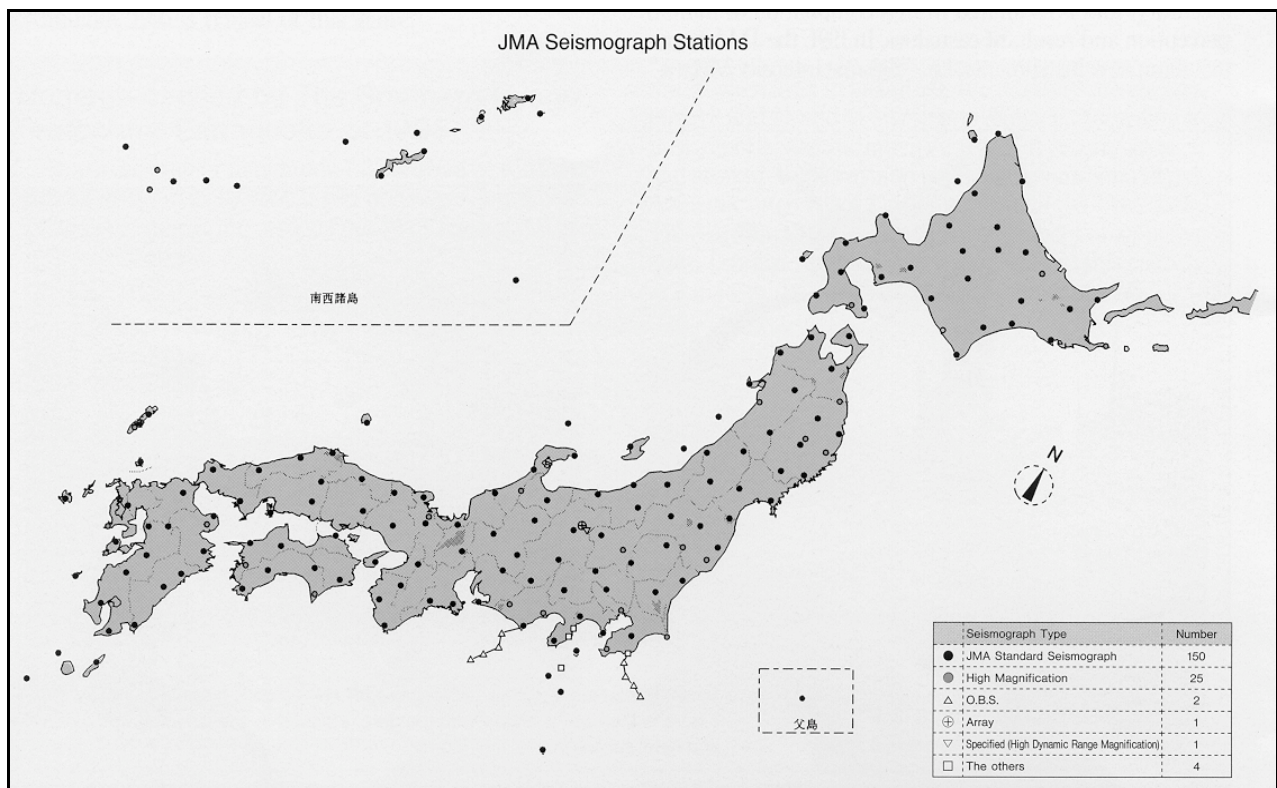 JMA Seismograph Stations
南西諸島
N
父島
Seismograph Type Number
JMA Standard Seismograph 150
High Magnification 25
O.B.S. 2
Array 1
Specified (High Dynamic Range Magnification) 1
The others 4